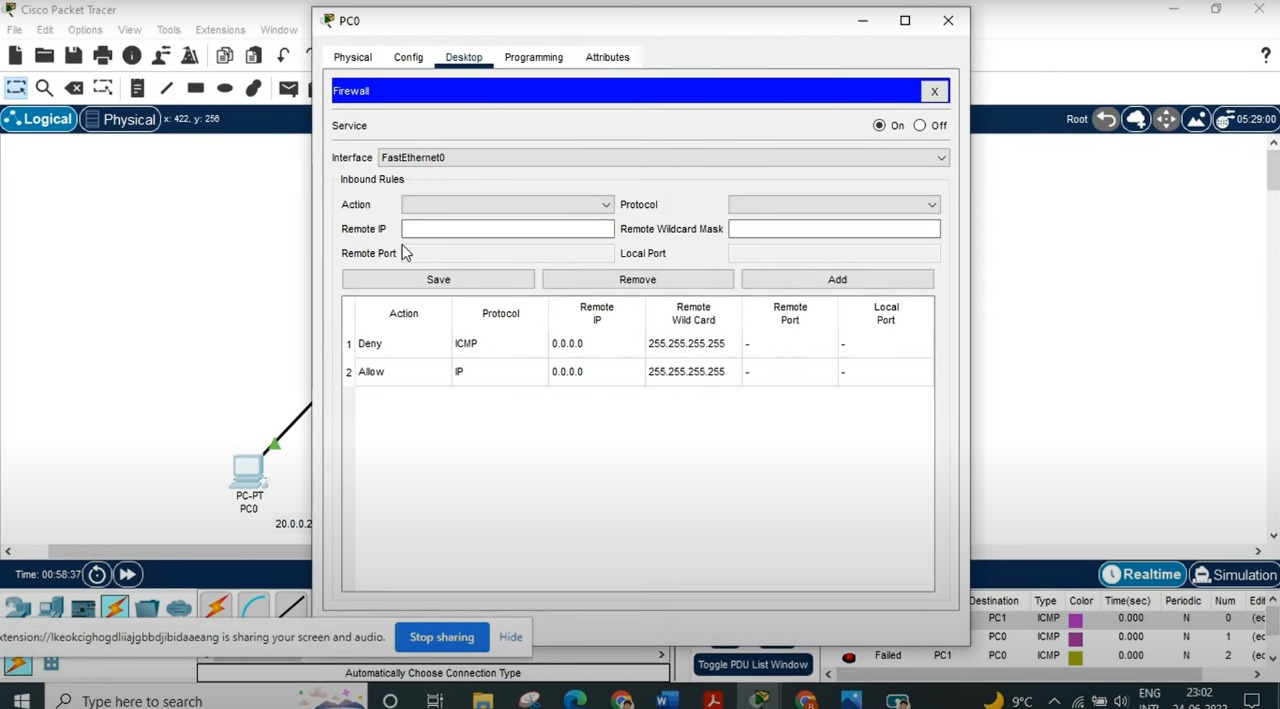 Cisco Packet Tracer
PC0
File Edit Options View Tools Extensions Window
Physical Config Desktop Programming Attributes
?
Firewall X
Logical Physical x: 422, y: 256
Root 05:29:00
Service On Off
Interface FastEthernet0
Inbound Rules
Action Protocol
Remote IP Remote Wildcard Mask
Remote Port Local Port
Save Remove Add
Action Protocol Remote IP Remote Wild Card Remote Port Local Port
1 Deny ICMP 0.0.0.0 255.255.255.255 - -
2 Allow IP 0.0.0.0 255.255.255.255 - -
PC-PT
PC0
20.0.0.2
Time: 00:58:37
Realtime Simulation
Destination Type Color Time(sec) Periodic Num Edi
PC1 ICMP 0.000 N 0 (ec
PC0 ICMP 0.000 N 1 (ec
Failed PC1 PC0 ICMP 0.000 N 2 (ec
xtension://lkeokcighogdliiajgbbdjibidaaeang is sharing your screen and audio. Stop sharing Hide
Automatically Choose Connection Type
Toggle PDU List Window
Type here to search
9°C
ENG
INTL
23:02
24-06-2022